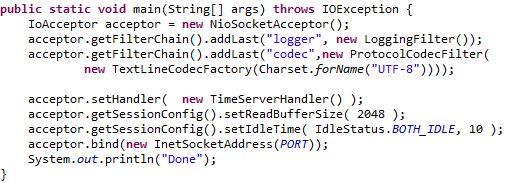 public static void main(String[] args) throws IOException {
    IoAcceptor acceptor = new NioSocketAcceptor();
    acceptor.getFilterChain().addLast("logger", new LoggingFilter());
    acceptor.getFilterChain().addLast("codec",new ProtocolCodecFilter(
            new TextLineCodecFactory(Charset.forName("UTF-8"))));

    acceptor.setHandler(  new TimeServerHandler() );
    acceptor.getSessionConfig().setReadBufferSize( 2048 );
    acceptor.getSessionConfig().setIdleTime( IdleStatus.BOTH_IDLE, 10 );
    acceptor.bind(new InetSocketAddress(PORT));
    System.out.println("Done");
}